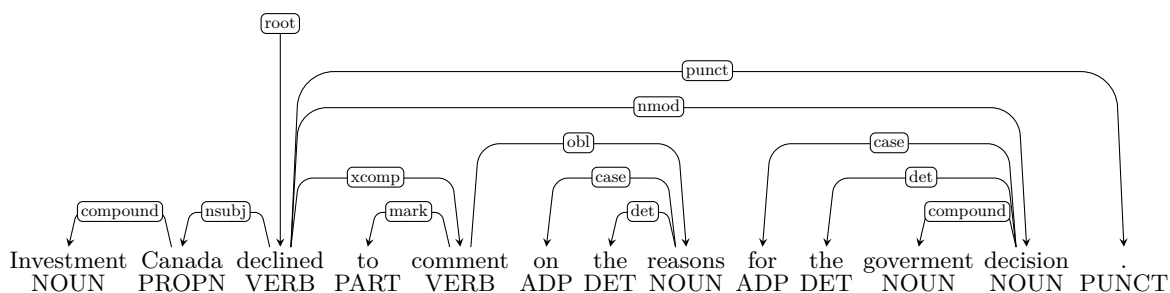 root
punct
nmod
obl case
xcomp case det
compound nsubj mark det compound
Investment Canada declined to comment on the reasons for the goverment decision .
NOUN PROPN VERB PART VERB ADP DET NOUN ADP DET NOUN NOUN PUNCT